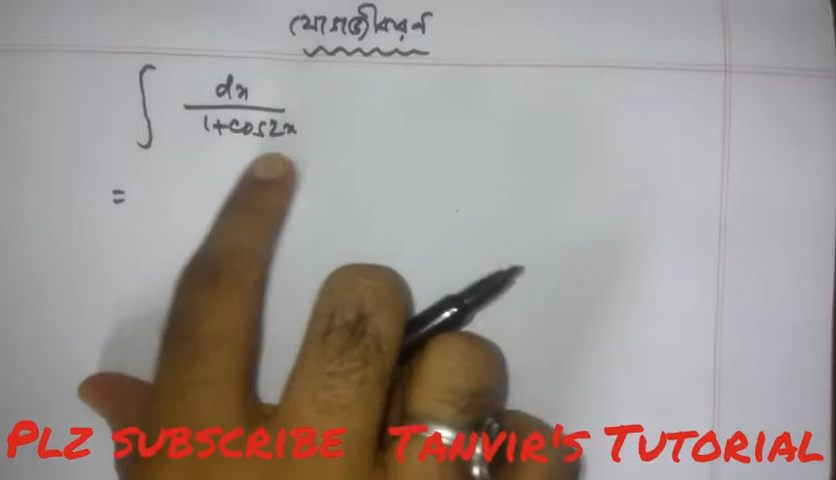 যোগজীকরণ
∫ dx
1+cos2x
=
Plz subscribe Tanvir's Tutorial